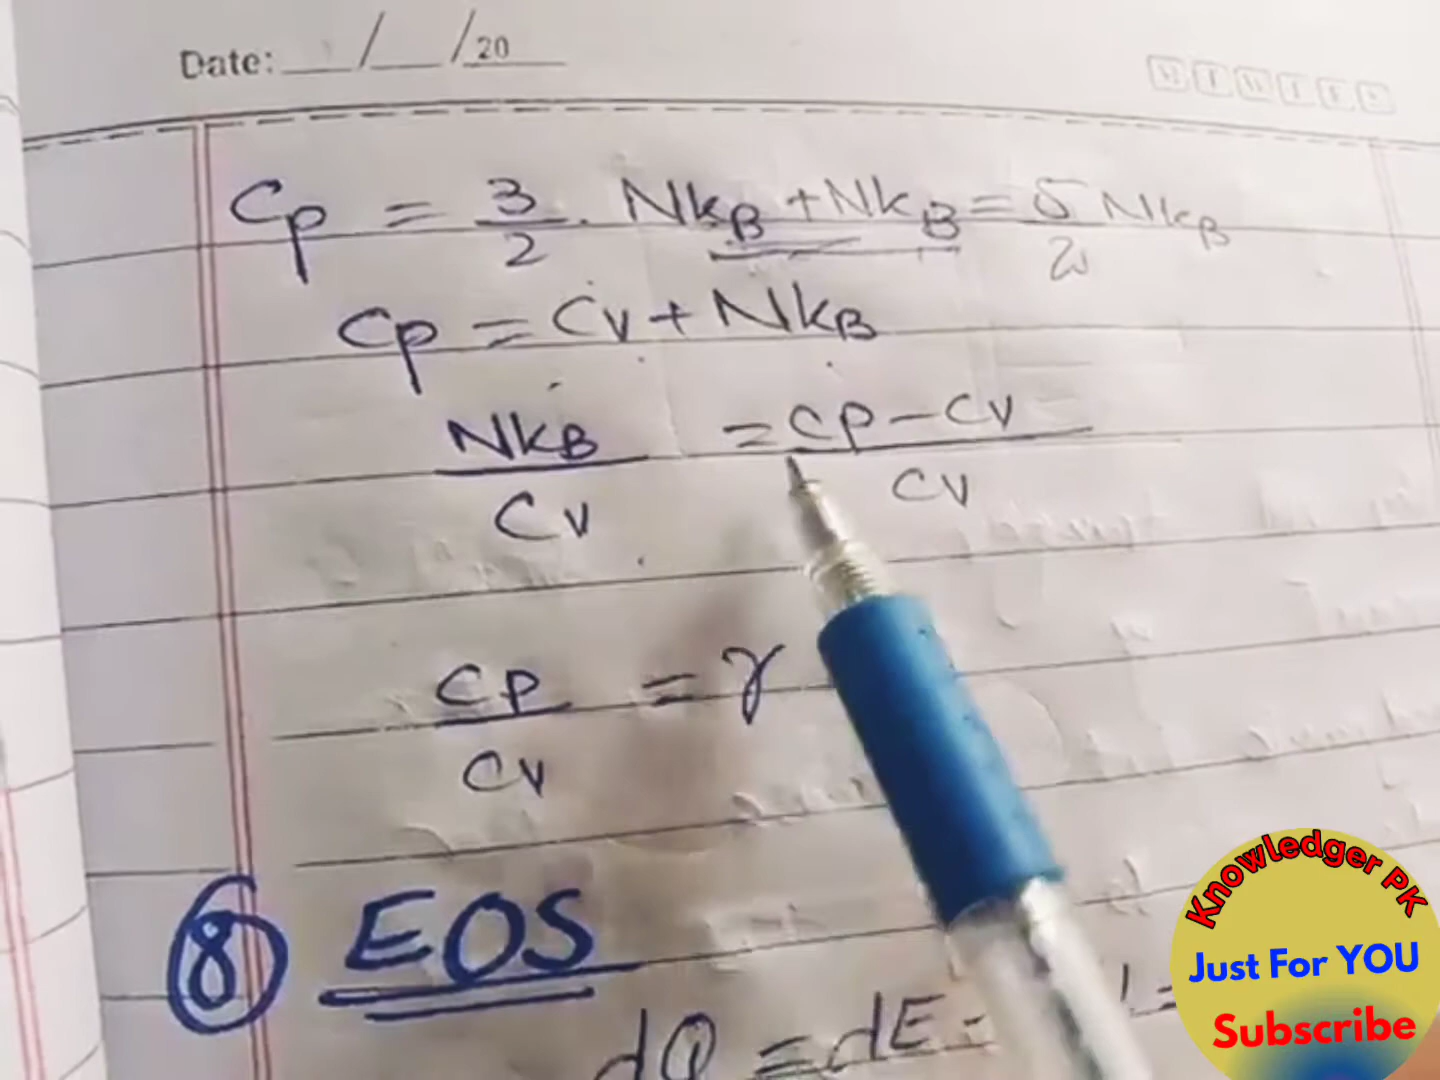 Date: / / 20
Cp = 3/2 . NkB + NkB = 5/2 NkB
Cp = Cv + NkB
NkB/Cv = Cp - Cv/Cv
Cp/Cv = γ
8 EOS
dQ = dE -
Knowledger PK
Just For YOU
Subscribe